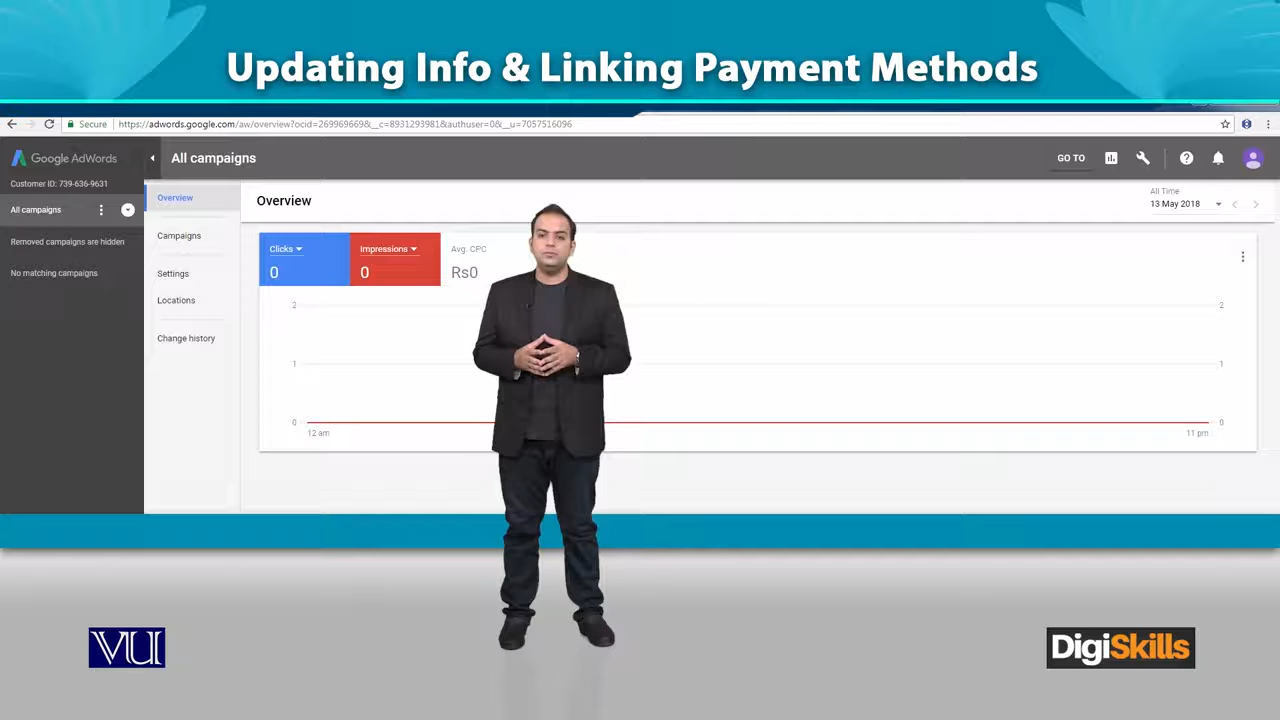 Updating Info & Linking Payment Methods
Secure
https://adwords.google.com/aw/overview?ocid=269969669&__c=8931293981&authuser=0&__u=7057516096
Google AdWords
All campaigns
GO TO
Customer ID: 739-636-9631
All campaigns
Removed campaigns are hidden
No matching campaigns
Overview
Campaigns
Settings
Locations
Change history
Overview
All Time
13 May 2018
Clicks
0
Impressions
0
Avg. CPC
Rs0
2
2
1
1
0
0
12 am
11 pm
VU
DigiSkills